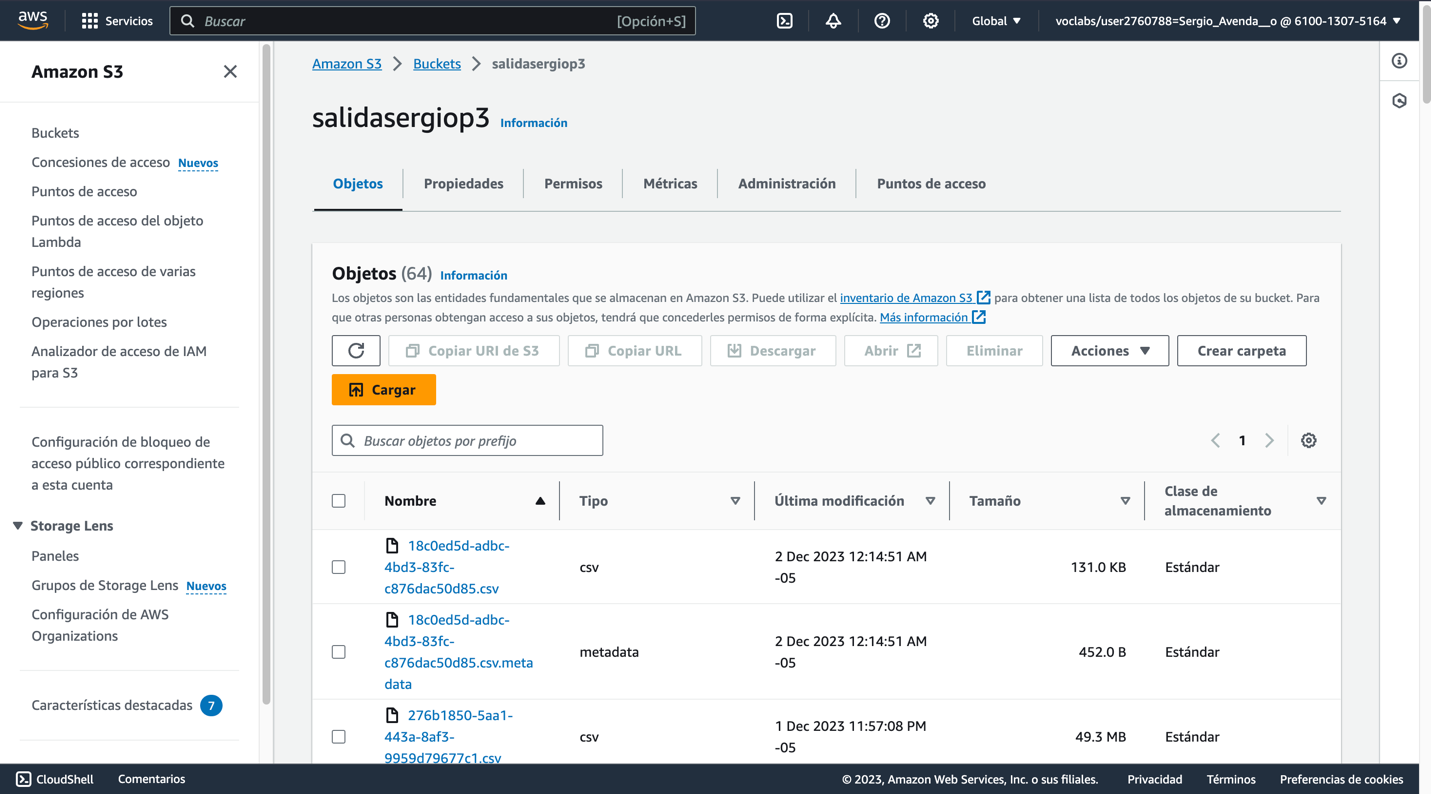 aws
Servicios
Buscar
[Opción+S]
Global ▼
voclabs/user2760788=Sergio_Avenda__o @ 6100-1307-5164 ▼
Amazon S3
Buckets
Concesiones de acceso Nuevos
Puntos de acceso
Puntos de acceso del objeto
Lambda
Puntos de acceso de varias
regiones
Operaciones por lotes
Analizador de acceso de IAM
para S3
Configuración de bloqueo de
acceso público correspondiente
a esta cuenta
▼ Storage Lens
Paneles
Grupos de Storage Lens Nuevos
Configuración de AWS
Organizations
Características destacadas 7
Amazon S3 > Buckets > salidasergiop3
salidasergiop3 Información
Objetos
Propiedades
Permisos
Métricas
Administración
Puntos de acceso
Objetos (64) Información
Los objetos son las entidades fundamentales que se almacenan en Amazon S3. Puede utilizar el inventario de Amazon S3 para obtener una lista de todos los objetos de su bucket. Para
que otras personas obtengan acceso a sus objetos, tendrá que concederles permisos de forma explícita. Más información
Copiar URI de S3
Copiar URL
Descargar
Abrir
Eliminar
Acciones ▼
Crear carpeta
Cargar
Buscar objetos por prefijo
1
Nombre
Tipo
Última modificación
Tamaño
Clase de
almacenamiento
18c0ed5d-adbc-
4bd3-83fc-
c876dac50d85.csv
csv
2 Dec 2023 12:14:51 AM
-05
131.0 KB
Estándar
18c0ed5d-adbc-
4bd3-83fc-
c876dac50d85.csv.meta
data
metadata
2 Dec 2023 12:14:51 AM
-05
452.0 B
Estándar
276b1850-5aa1-
443a-8af3-
9959d79677c1.csv
csv
1 Dec 2023 11:57:08 PM
-05
49.3 MB
Estándar
CloudShell
Comentarios
© 2023, Amazon Web Services, Inc. o sus filiales.
Privacidad
Términos
Preferencias de cookies